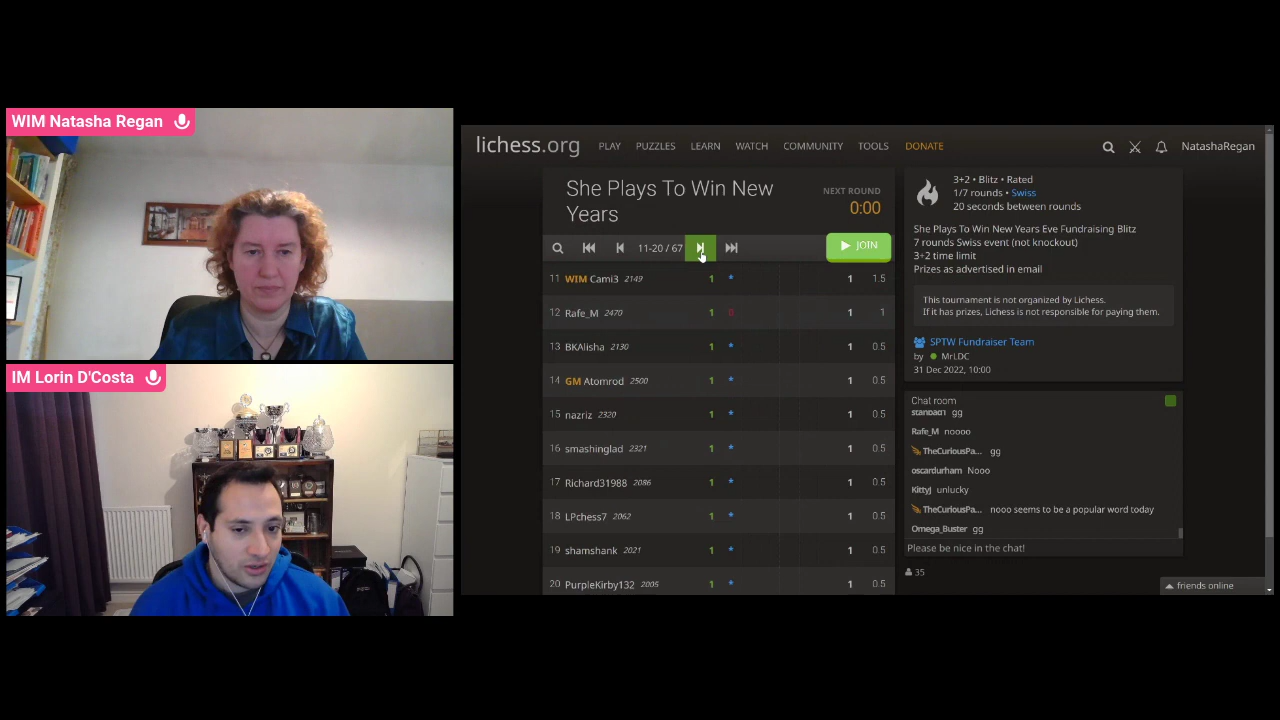 WIM Natasha Regan
IM Lorin D'Costa
lichess.org PLAY PUZZLES LEARN WATCH COMMUNITY TOOLS DONATE NatashaRegan
She Plays To Win New
Years
NEXT ROUND
0:00
11-20 / 67
JOIN
11 WIM Cami3 2149 1 * 1 1.5
12 Rafe_M 2470 1 0 1 1
13 BKAlisha 2130 1 * 1 0.5
14 GM Atomrod 2500 1 * 1 0.5
15 nazriz 2320 1 * 1 0.5
16 smashinglad 2321 1 * 1 0.5
17 Richard31988 2086 1 * 1 0.5
18 LPchess7 2062 1 * 1 0.5
19 shamshank 2021 1 * 1 0.5
20 PurpleKirby132 2005 1 * 1 0.5
3+2 • Blitz • Rated
1/7 rounds • Swiss
20 seconds between rounds
She Plays To Win New Years Eve Fundraising Blitz
7 rounds Swiss event (not knockout)
3+2 time limit
Prizes as advertised in email
This tournament is not organized by Lichess.
If it has prizes, Lichess is not responsible for paying them.
SPTW Fundraiser Team
by MrLDC
31 Dec 2022, 10:00
Chat room
gg
Rafe_M noooo
TheCuriousPa... gg
oscardurham Nooo
KittyJ unlucky
TheCuriousPa... nooo seems to be a popular word today
Omega_Buster gg
Please be nice in the chat!
35
friends online